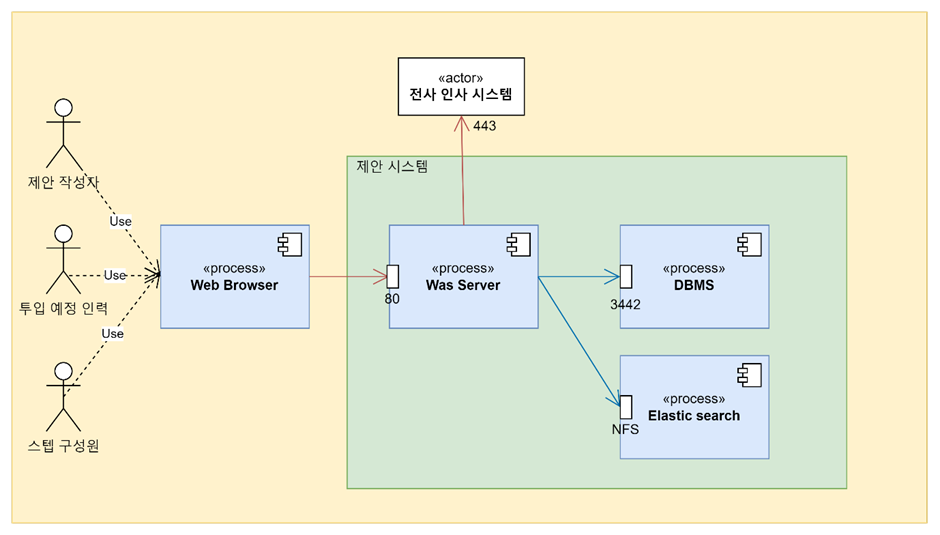 «actor»
전사 인사 시스템
443
제안 시스템
제안 작성자
Use
투입 예정 인력
Use
스텝 구성원
Use
«process»
Web Browser
80
«process»
Was Server
3442
«process»
DBMS
NFS
«process»
Elastic search